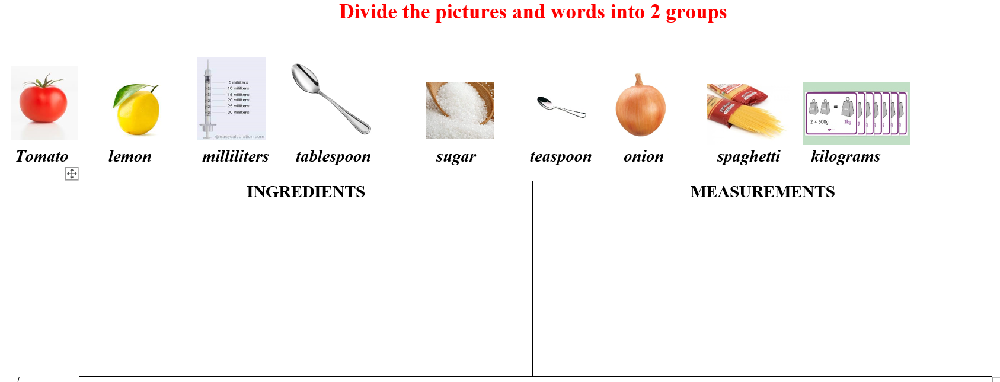 Divide the pictures and words into 2 groups
5 milliliters
10 milliliters
15 milliliters
20 milliliters
25 milliliters
30 milliliters
©easycalculation.com
2 × 500g = 1kg
Tomato lemon milliliters tablespoon sugar teaspoon onion spaghetti kilograms
INGREDIENTS MEASUREMENTS